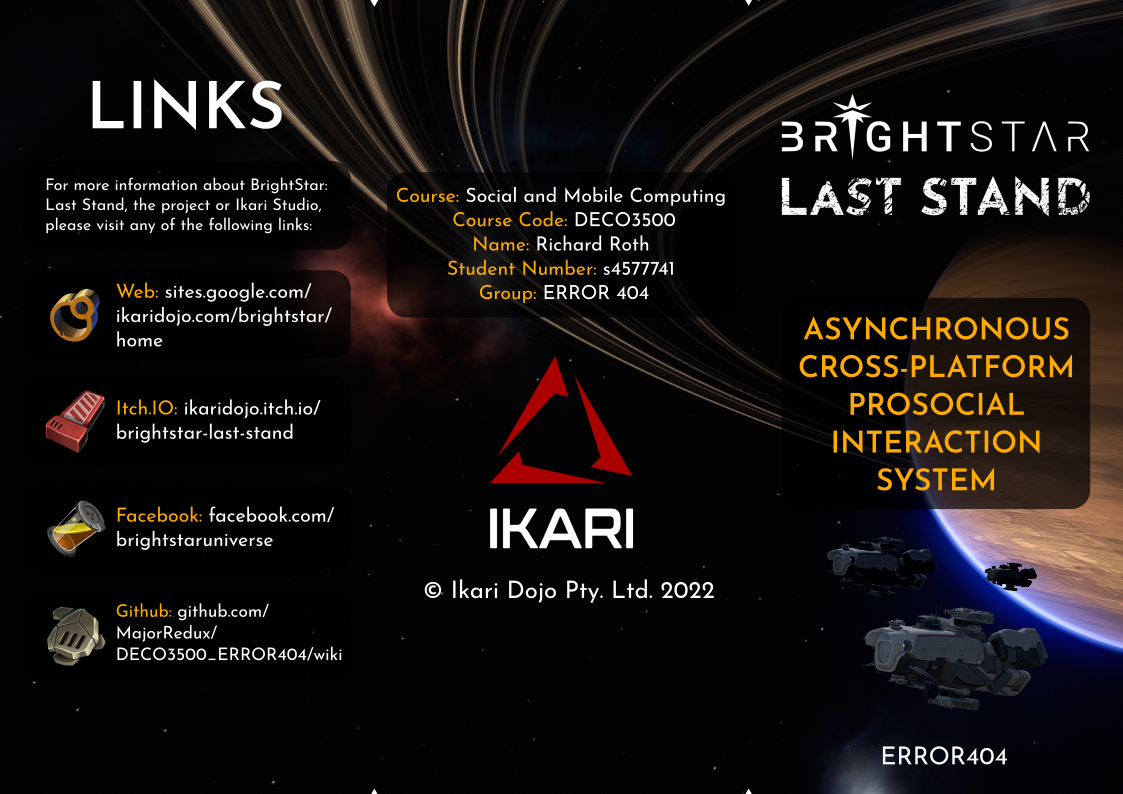 LINKS
For more information about BrightStar:
Last Stand, the project or Ikari Studio,
please visit any of the following links:
Web: sites.google.com/
ikaridojo.com/brightstar/
home
Itch.IO: ikaridojo.itch.io/
brightstar-last-stand
Facebook: facebook.com/
brightstaruniverse
Github: github.com/
MajorRedux/
DECO3500_ERROR404/wiki
Course: Social and Mobile Computing
Course Code: DECO3500
Name: Richard Roth
Student Number: s4577741
Group: ERROR 404
IKARI
© Ikari Dojo Pty. Ltd. 2022
BRIGHTSTAR
LAST STAND
ASYNCHRONOUS
CROSS-PLATFORM
PROSOCIAL
INTERACTION
SYSTEM
ERROR404